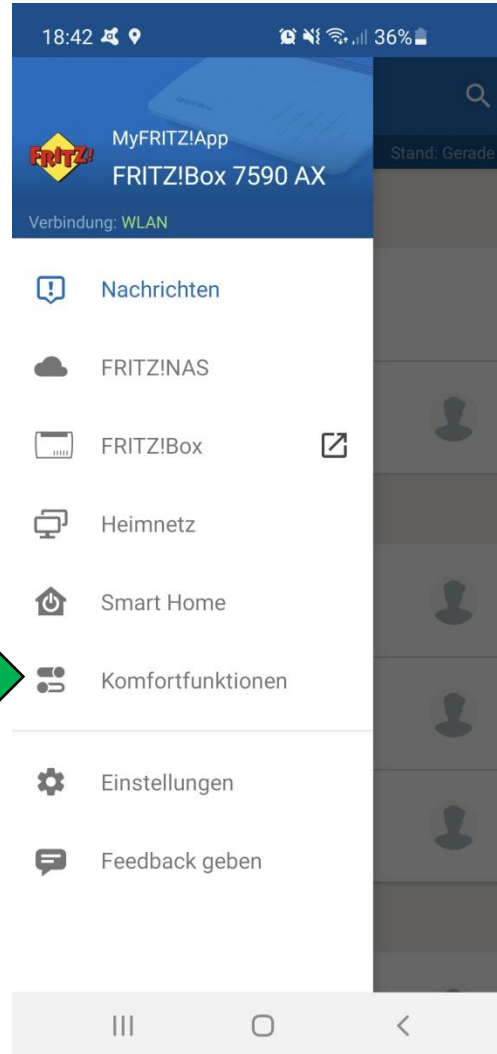 18:42 36%
MyFRITZ!App
FRITZ!
FRITZ!Box 7590 AX
Stand: Gerade
Verbindung: WLAN
Nachrichten
FRITZ!NAS
FRITZ!Box
Heimnetz
Smart Home
Komfortfunktionen
Einstellungen
Feedback geben